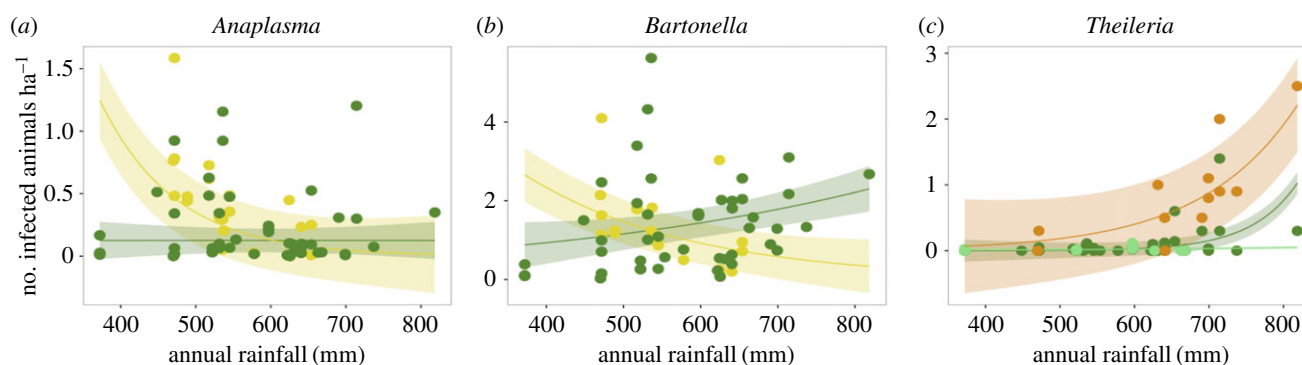 (a) Anaplasma
(b) Bartonella
(c) Theileria
no. infected animals ha⁻¹
1.5
1.0
0.5
0
400 500 600 700 800
annual rainfall (mm)
4
2
0
400 500 600 700 800
annual rainfall (mm)
3
2
1
0
400 500 600 700 800
annual rainfall (mm)